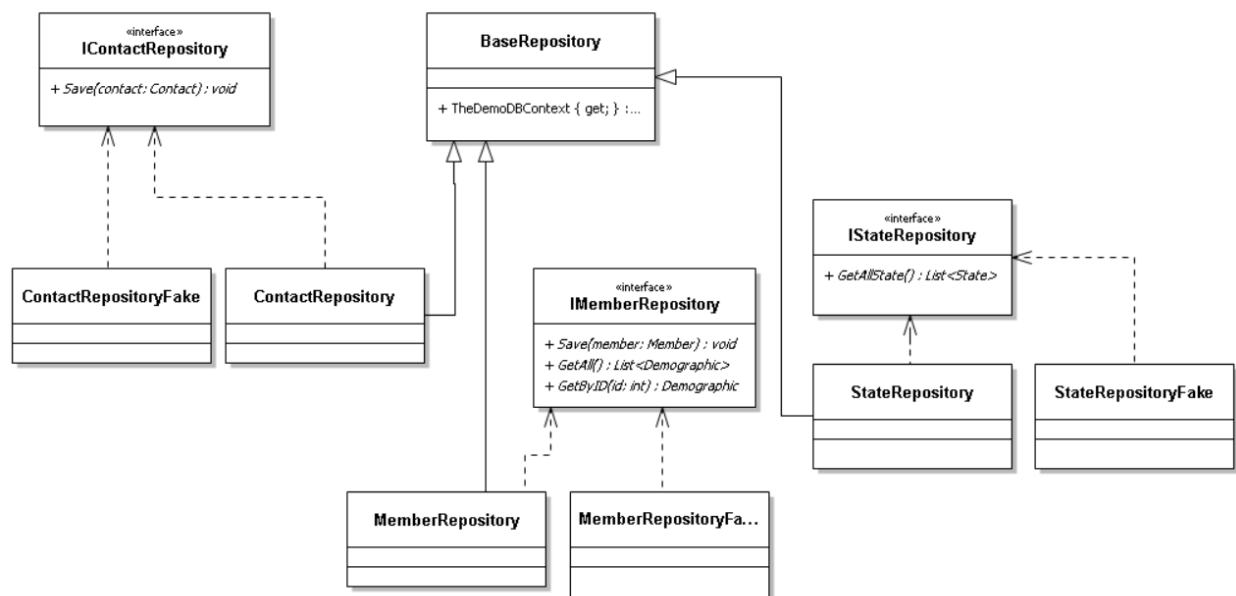 «interface»
IContactRepository
+ Save(contact: Contact) : void
BaseRepository
+ TheDemoDBContext { get; } :...
«interface»
IStateRepository
+ GetAllState() : List<State>
ContactRepositoryFake
ContactRepository
«interface»
IMemberRepository
+ Save(member: Member) : void
+ GetAll() : List<Demographic>
+ GetByID(id: int) : Demographic
StateRepository
StateRepositoryFake
MemberRepository
MemberRepositoryFa...